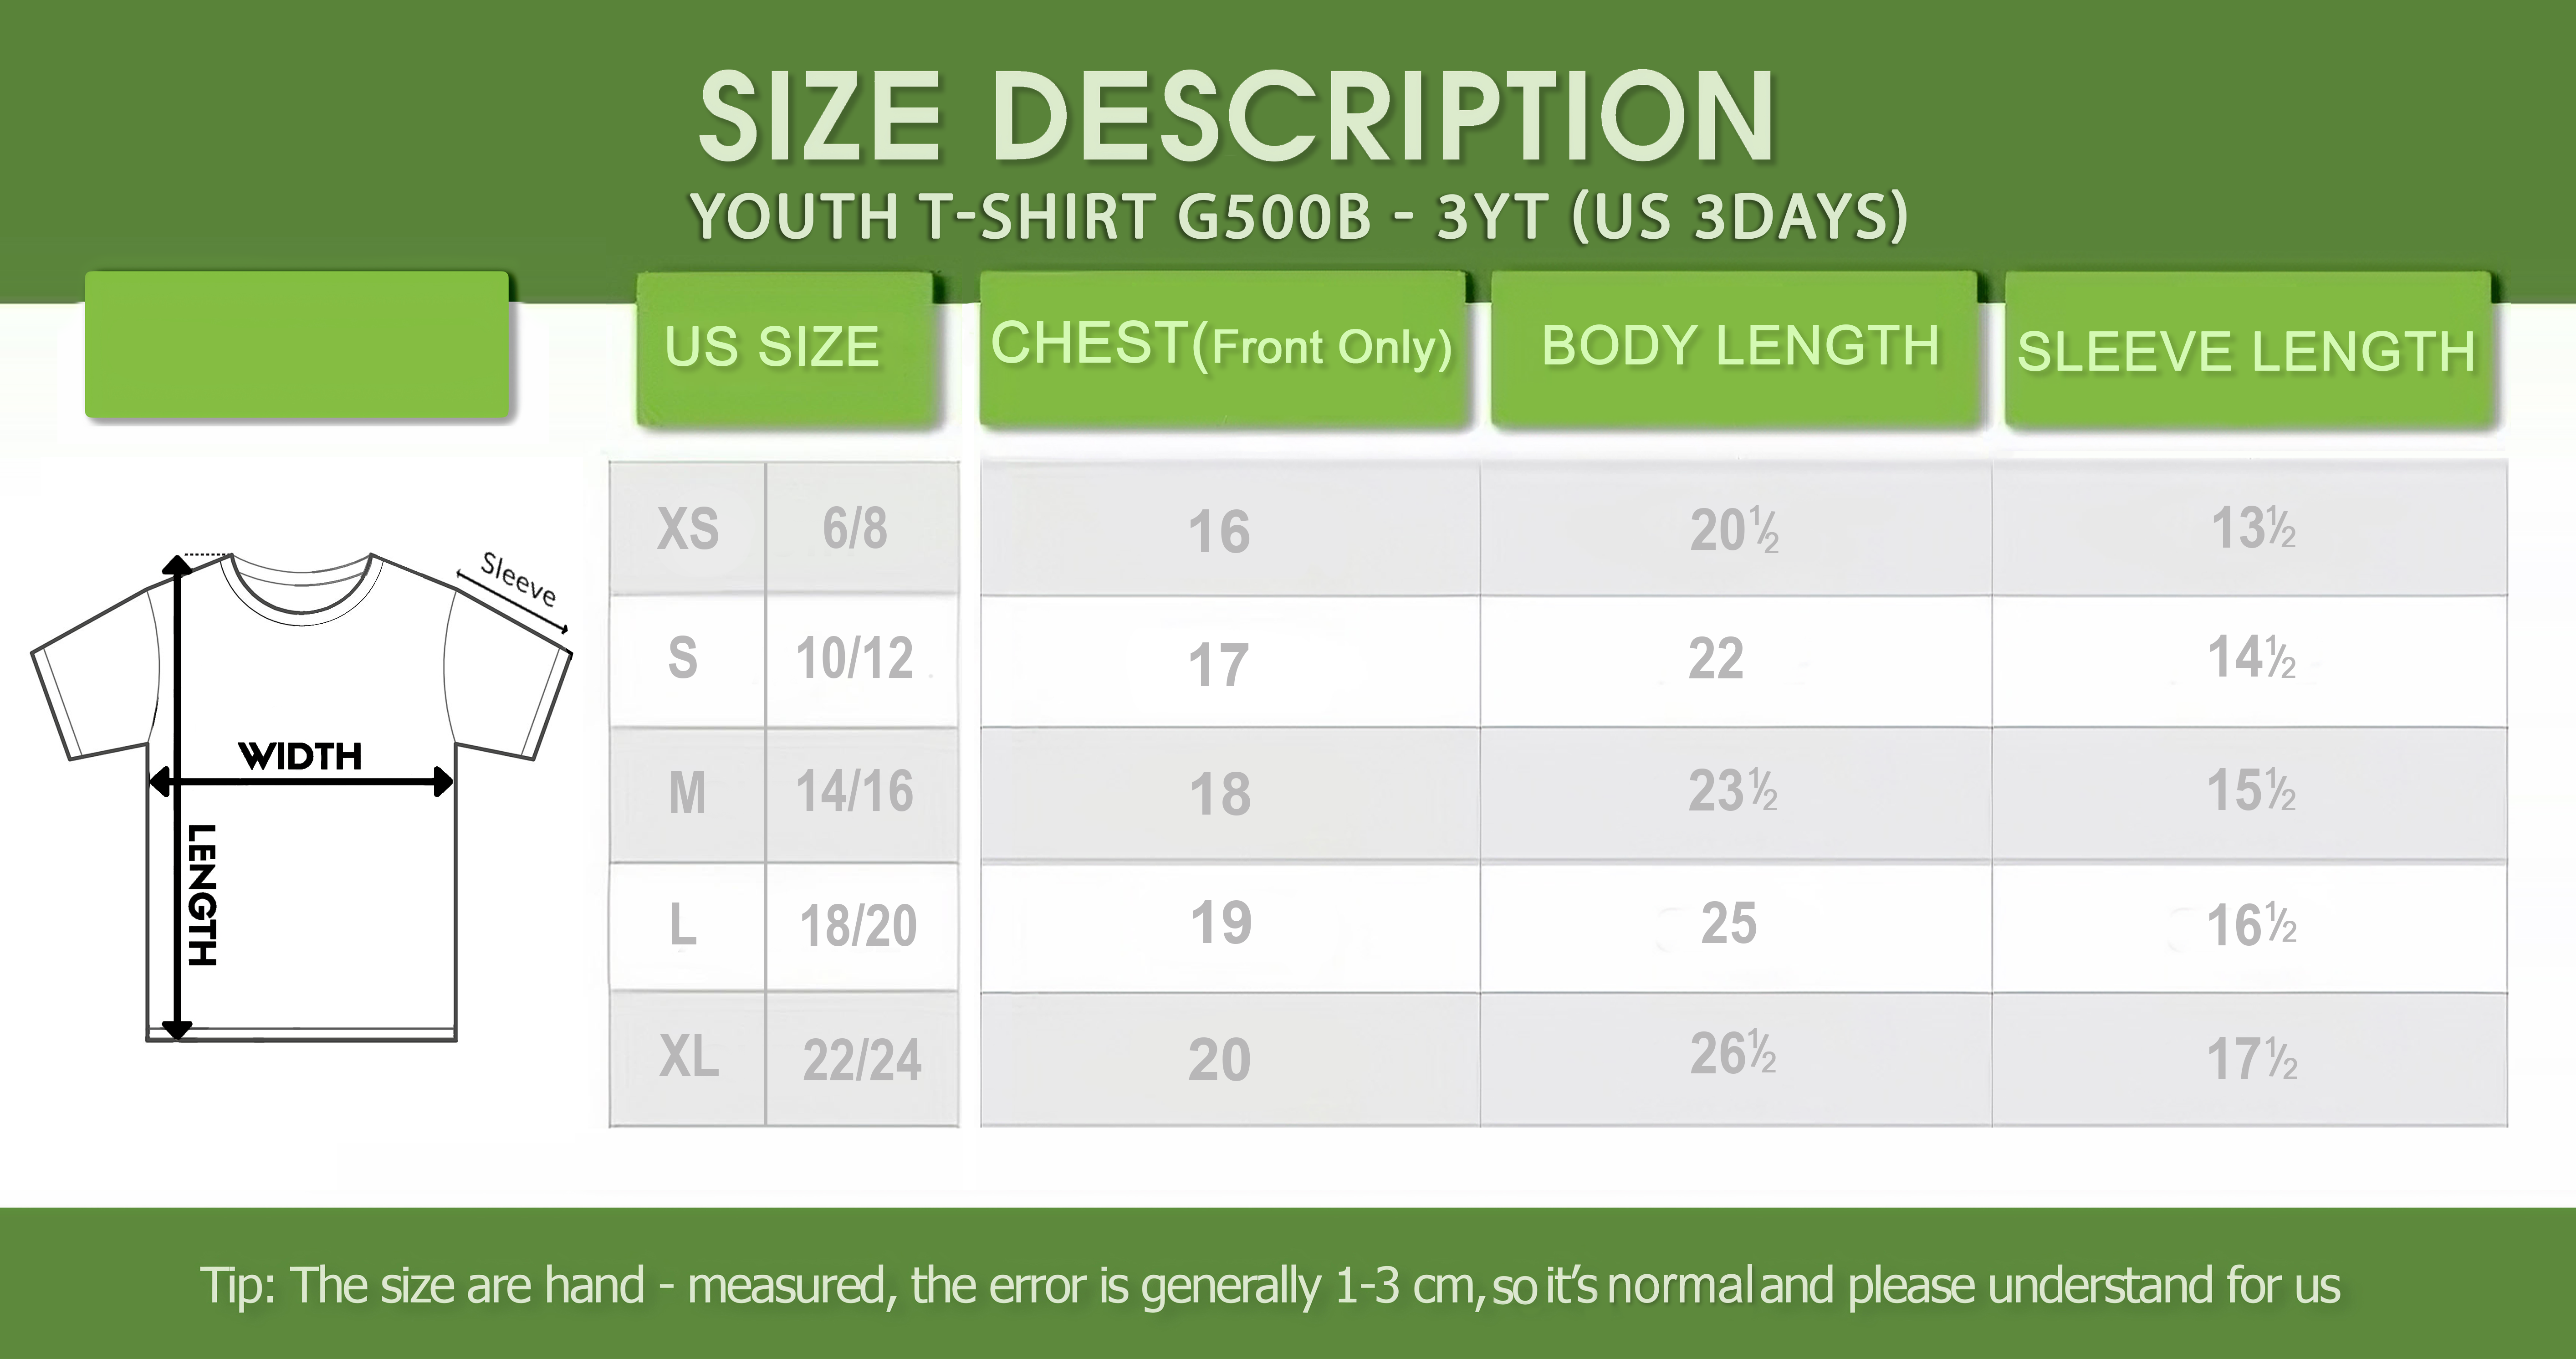 SIZE DESCRIPTION
YOUTH T-SHIRT G500B - 3YT (US 3DAYS)
US SIZE CHEST(Front Only) BODY LENGTH SLEEVE LENGTH
XS 6/8 16 20½ 13½
S 10/12 17 22 14½
M 14/16 18 23½ 15½
L 18/20 19 25 16½
XL 22/24 20 26½ 17½
Sleeve
WIDTH
LENGTH
Tip: The size are hand - measured, the error is generally 1-3 cm, so it’s normal and please understand for us